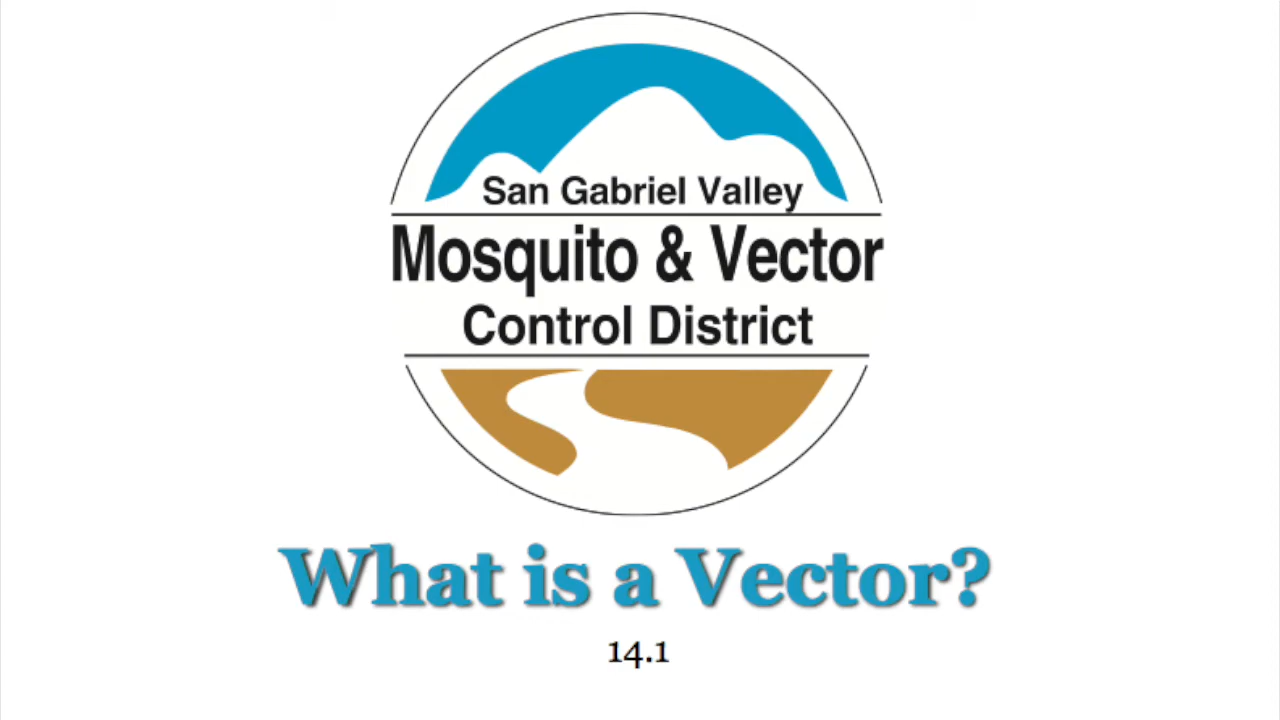 San Gabriel Valley
Mosquito & Vector
Control District
What is a Vector?
14.1